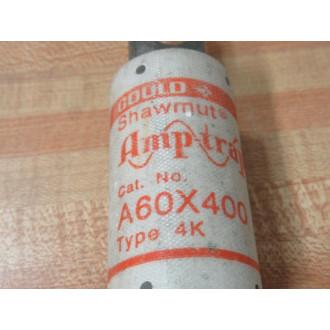 GOULD
Shawmut®
Amp-trap
Cat. No.
A60X400
Type 4K